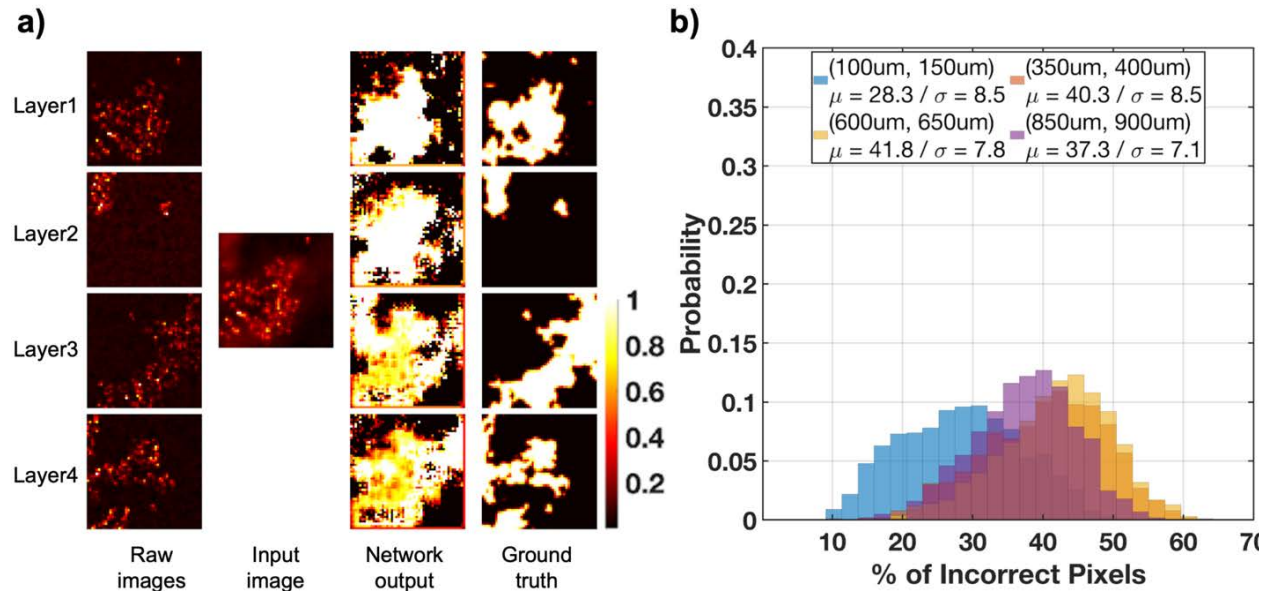 a)
Layer1
Layer2
Layer3
Layer4
1
0.8
0.6
0.4
0.2
Raw
images
Input
image
Network
output
Ground
truth
b)
0.4
0.35
0.3
0.25
0.2
0.15
0.1
0.05
0
Probability
(100um, 150um)
μ = 28.3 / σ = 8.5
(350um, 400um)
μ = 40.3 / σ = 8.5
(600um, 650um)
μ = 41.8 / σ = 7.8
(850um, 900um)
μ = 37.3 / σ = 7.1
10 20 30 40 50 60 70
% of Incorrect Pixels